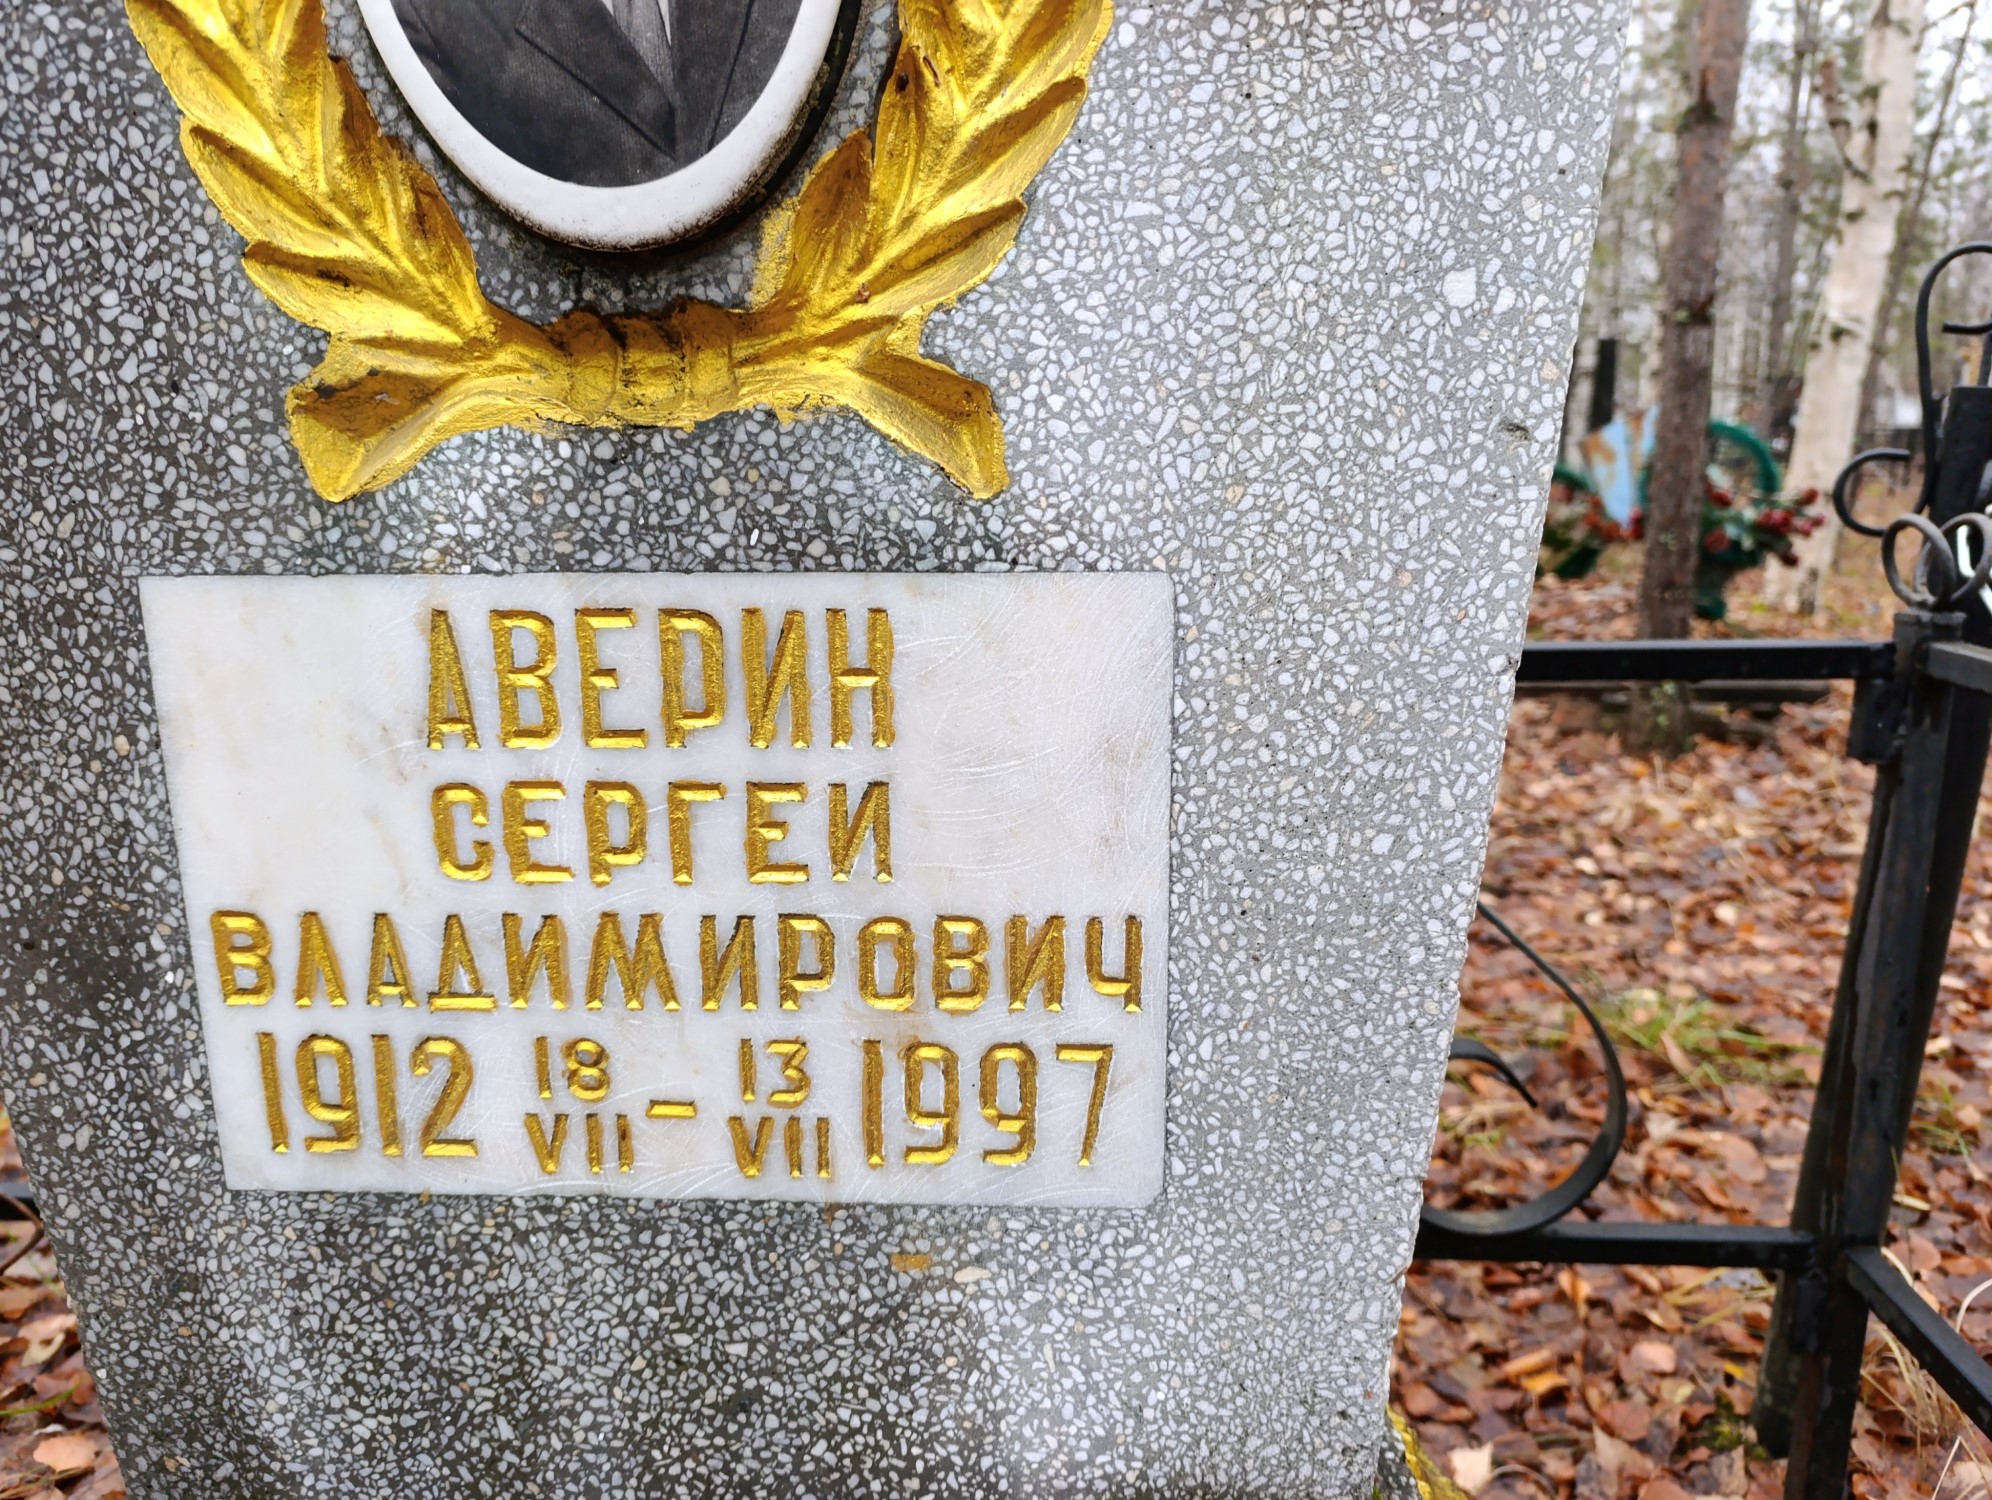 АВЕРИН
СЕРГЕИ
ВЛАДИМИРОВИЧ
1912 18/VII – 13/VII 1997